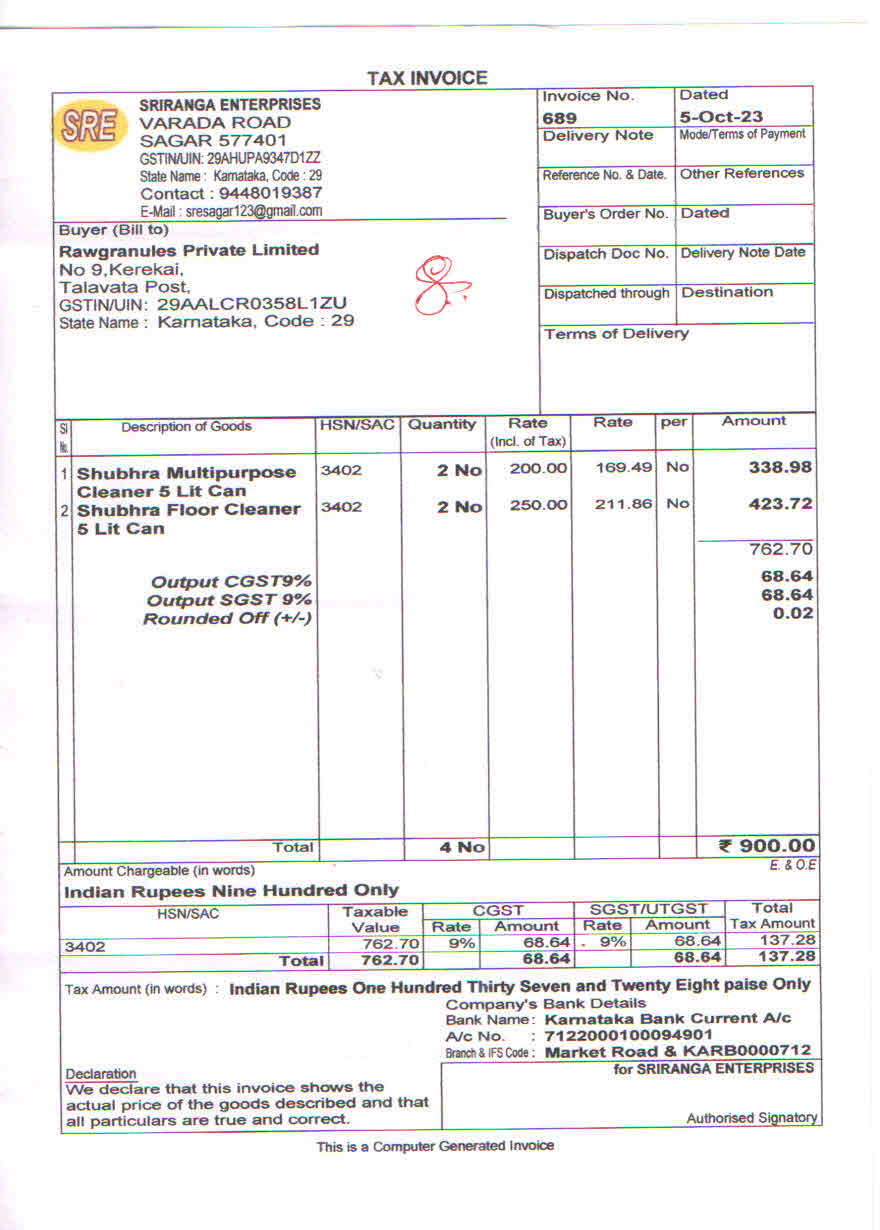 TAX INVOICE
SRE
SRIRANGA ENTERPRISES
VARADA ROAD
SAGAR 577401
GSTIN/UIN: 29AHUPA9347D1ZZ
State Name : Karnataka, Code : 29
Contact : 9448019387
E-Mail : sresagar123@gmail.com
Invoice No. Dated
689 5-Oct-23
Delivery Note Mode/Terms of Payment
Reference No. & Date. Other References
Buyer's Order No. Dated
Dispatch Doc No. Delivery Note Date
Dispatched through Destination
Terms of Delivery
Buyer (Bill to)
Rawgranules Private Limited
No 9,Kerekai,
Talavata Post,
GSTIN/UIN: 29AALCR0358L1ZU
State Name : Karnataka, Code : 29
Sl No. Description of Goods HSN/SAC Quantity Rate (Incl. of Tax) Rate per Amount
1 Shubhra Multipurpose 3402 2 No 200.00 169.49 No 338.98
Cleaner 5 Lit Can
2 Shubhra Floor Cleaner 3402 2 No 250.00 211.86 No 423.72
5 Lit Can
762.70
Output CGST9% 68.64
Output SGST 9% 68.64
Rounded Off (+/-) 0.02
Total 4 No ₹ 900.00
Amount Chargeable (in words) E. & O.E
Indian Rupees Nine Hundred Only
HSN/SAC Taxable CGST SGST/UTGST Total
Value Rate Amount Rate Amount Tax Amount
3402 762.70 9% 68.64 9% 68.64 137.28
Total 762.70 68.64 68.64 137.28
Tax Amount (in words) : Indian Rupees One Hundred Thirty Seven and Twenty Eight paise Only
Company's Bank Details
Bank Name : Karnataka Bank Current A/c
A/c No. : 7122000100094901
Branch & IFS Code : Market Road & KARB0000712
Declaration
We declare that this invoice shows the
actual price of the goods described and that
all particulars are true and correct.
for SRIRANGA ENTERPRISES
Authorised Signatory
This is a Computer Generated Invoice